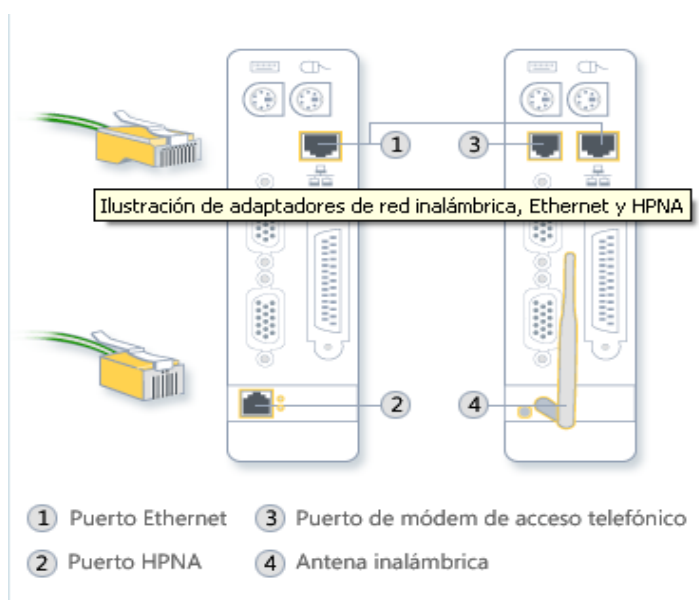 1
3
Ilustración de adaptadores de red inalámbrica, Ethernet y HPNA
2
4
1 Puerto Ethernet
3 Puerto de módem de acceso telefónico
2 Puerto HPNA
4 Antena inalámbrica